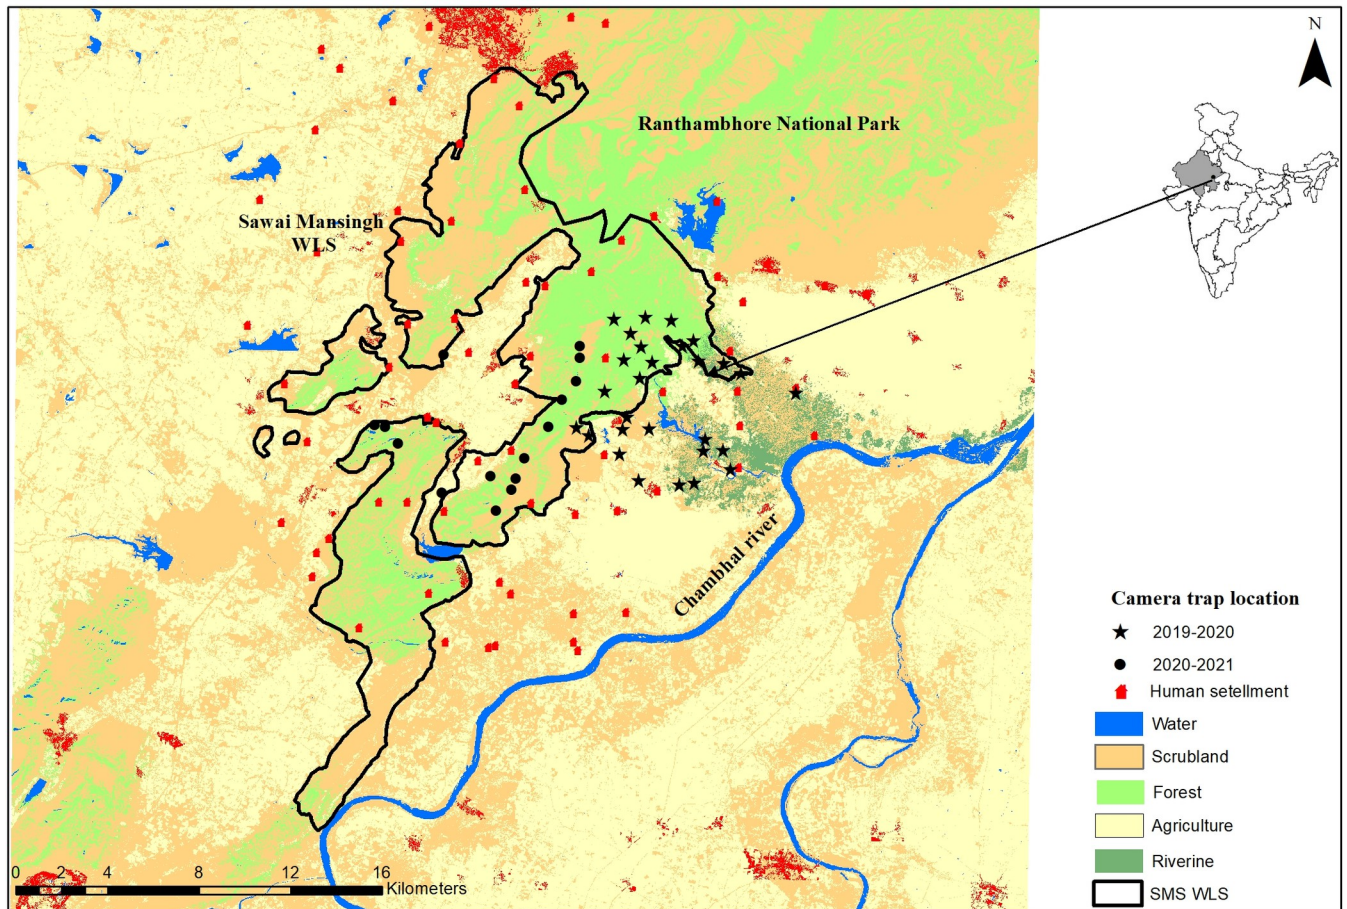 N
Ranthambhore National Park
Sawai Mansingh
WLS
Chambhal river
Camera trap location
2019-2020
2020-2021
Human setellment
Water
Scrubland
Forest
Agriculture
Riverine
SMS WLS
0 2 4 8 12 16
Kilometers